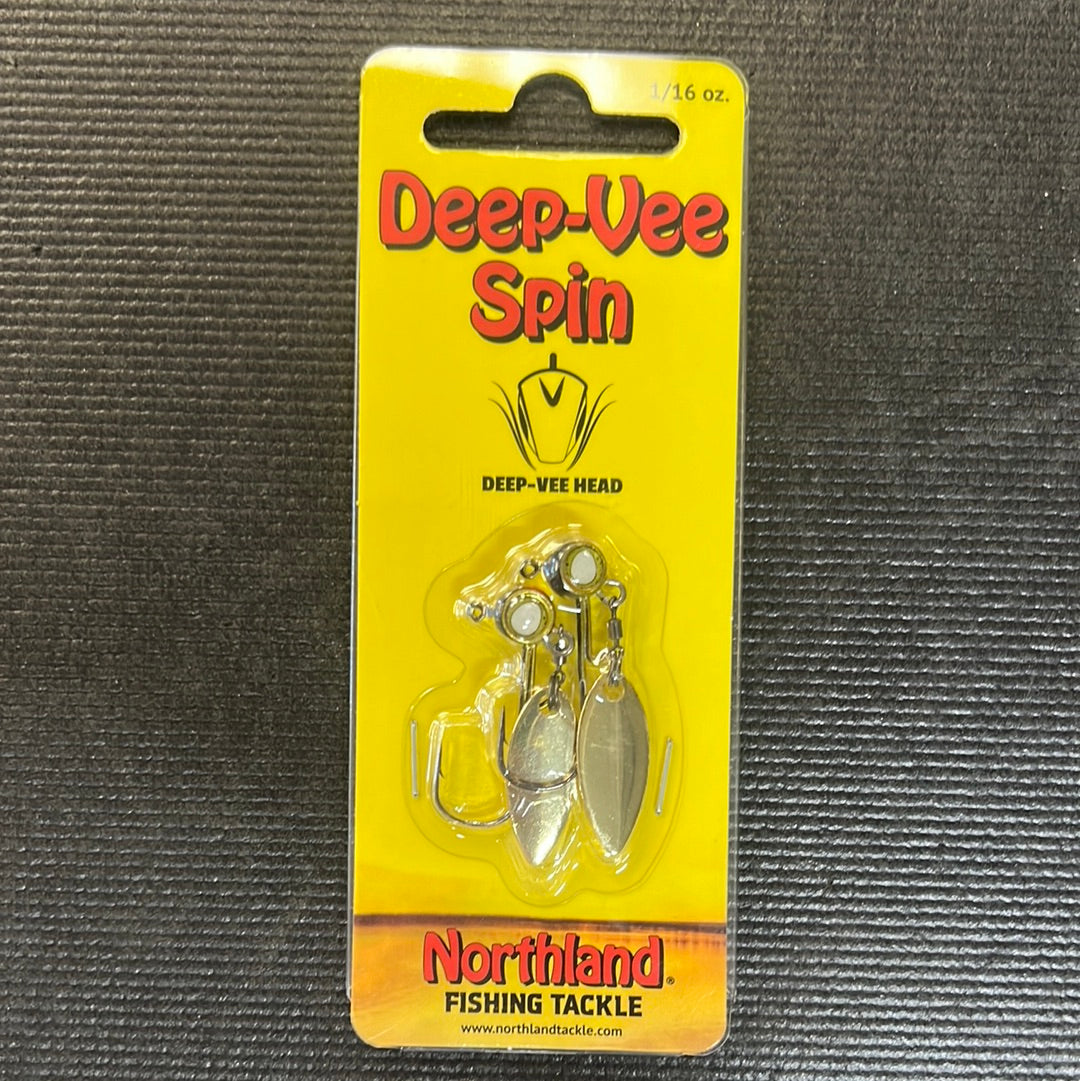 1/16 oz.
Deep-Vee
Spin
DEEP-VEE HEAD
Northland®
FISHING TACKLE
www.northlandtackle.com